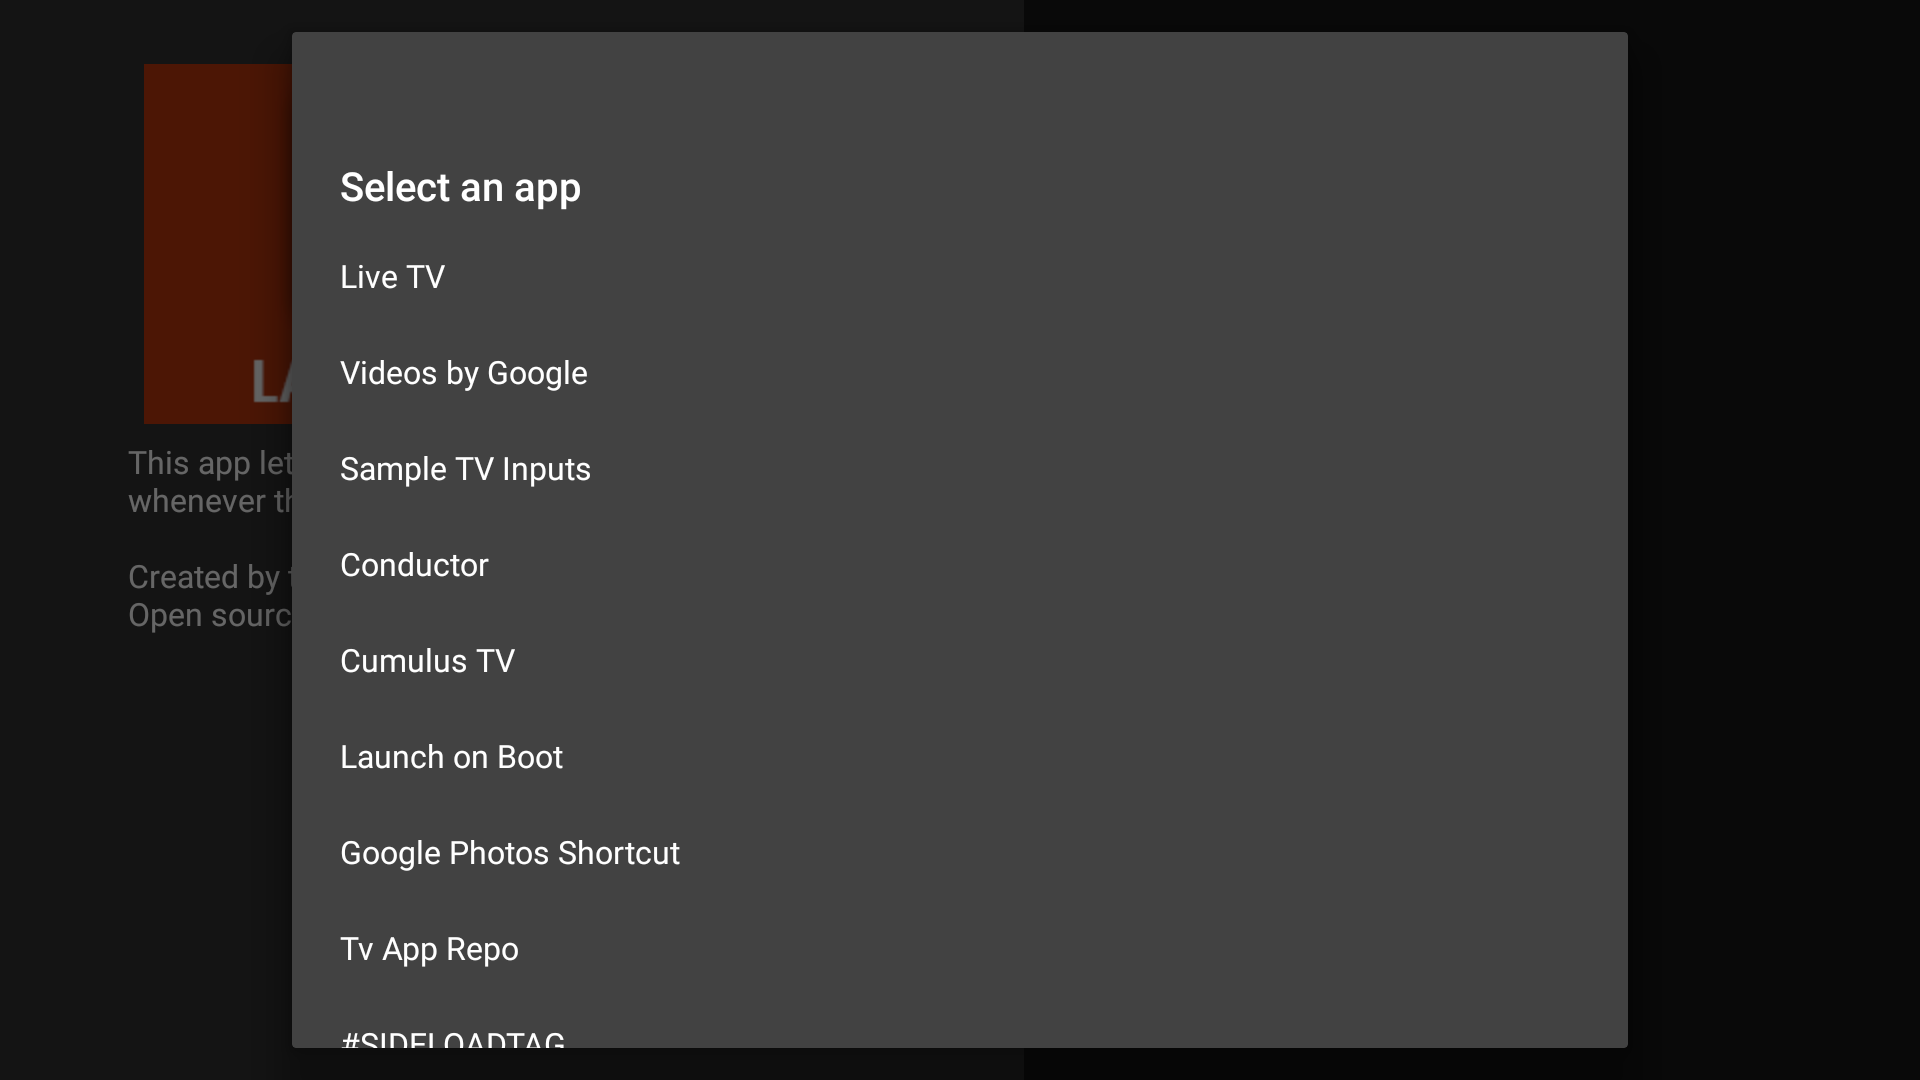 Select an app
Live TV
Videos by Google
Sample TV Inputs
Conductor
Cumulus TV
Launch on Boot
Google Photos Shortcut
Tv App Repo
#SIDELOADTAG
This app let
whenever th
Created by
Open sourc